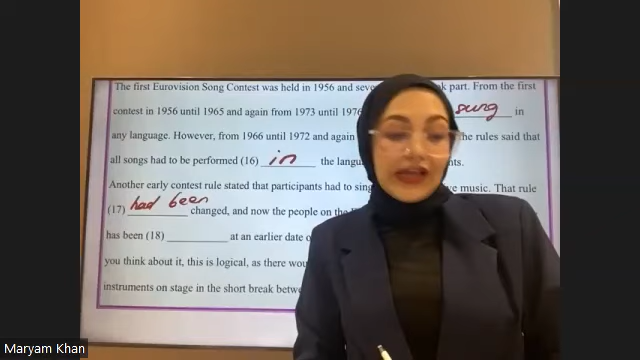 The first Eurovision Song Contest was held in 1956 and k part. From the first
contest in 1956 until 1965 and again from 1973 until 1976 sung in
any language. However, from 1966 until 1972 and again he rules said that
all songs had to be performed (16) in the
Another early contest rule stated that participants had to sing music. That rule
(17) had been changed, and now the people on the
has been (18) at an earlier date
you think about it, this is logical, as there
instruments on stage in the short break
Maryam Khan